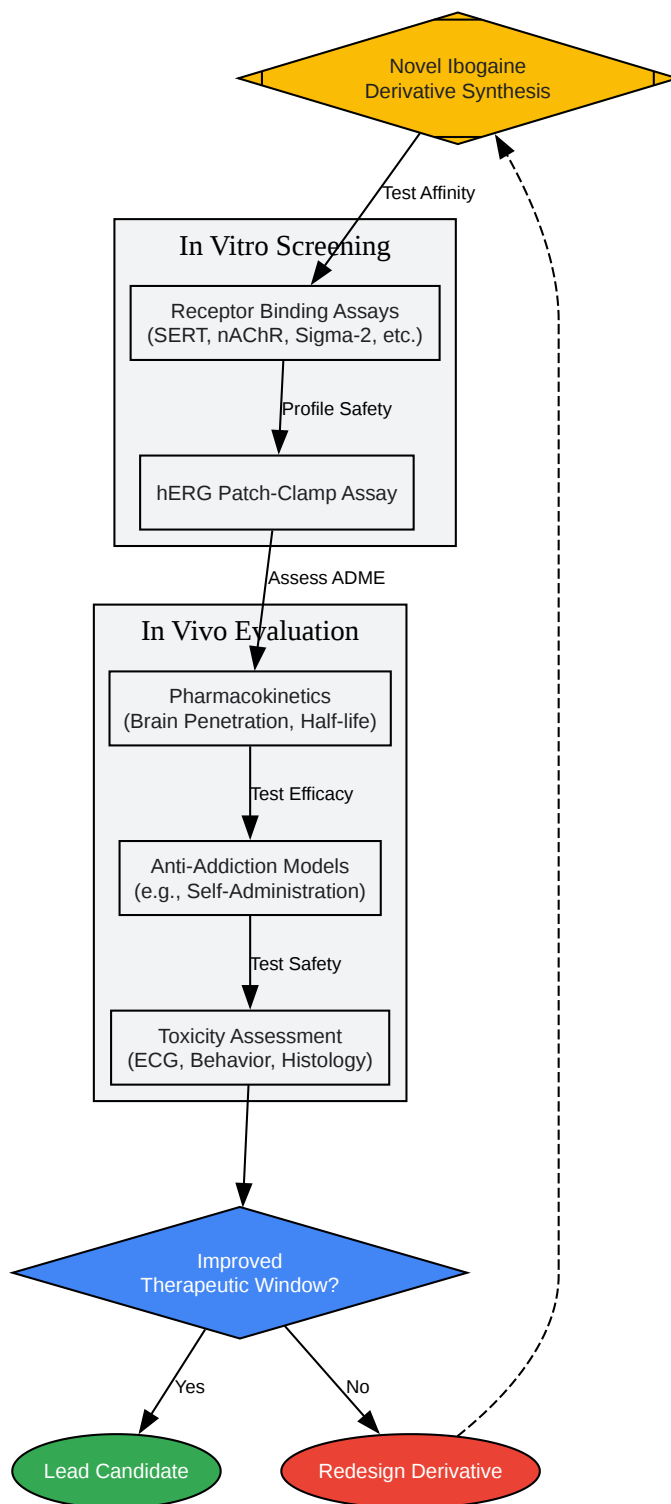 Novel Ibogaine
Derivative Synthesis
Test Affinity
In Vitro Screening
Receptor Binding Assays
(SERT, nAChR, Sigma-2, etc.)
Profile Safety
hERG Patch-Clamp Assay
Assess ADME
In Vivo Evaluation
Pharmacokinetics
(Brain Penetration, Half-life)
Test Efficacy
Anti-Addiction Models
(e.g., Self-Administration)
Test Safety
Toxicity Assessment
(ECG, Behavior, Histology)
Improved
Therapeutic Window?
Yes
No
Lead Candidate
Redesign Derivative